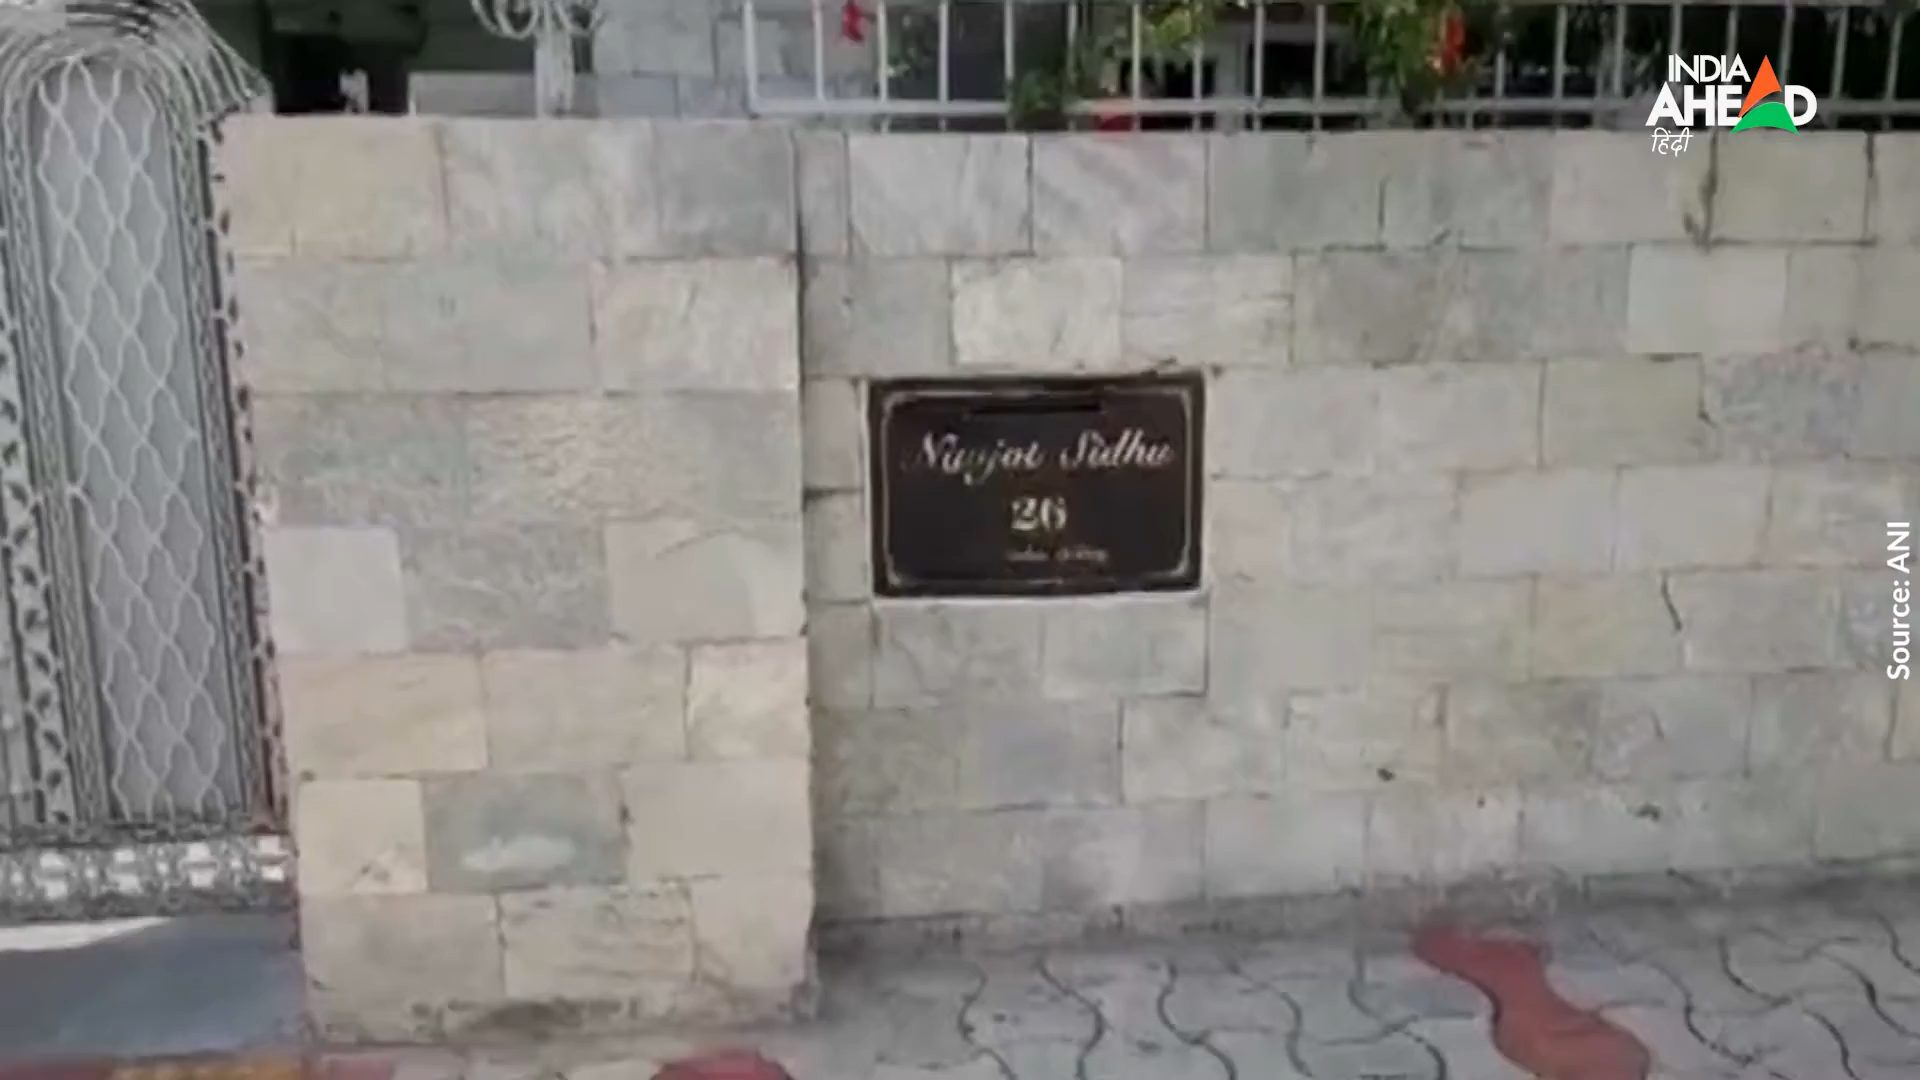 INDIA
AHEAD
हिंदी
Navjot Sidhu
26
Source: ANI